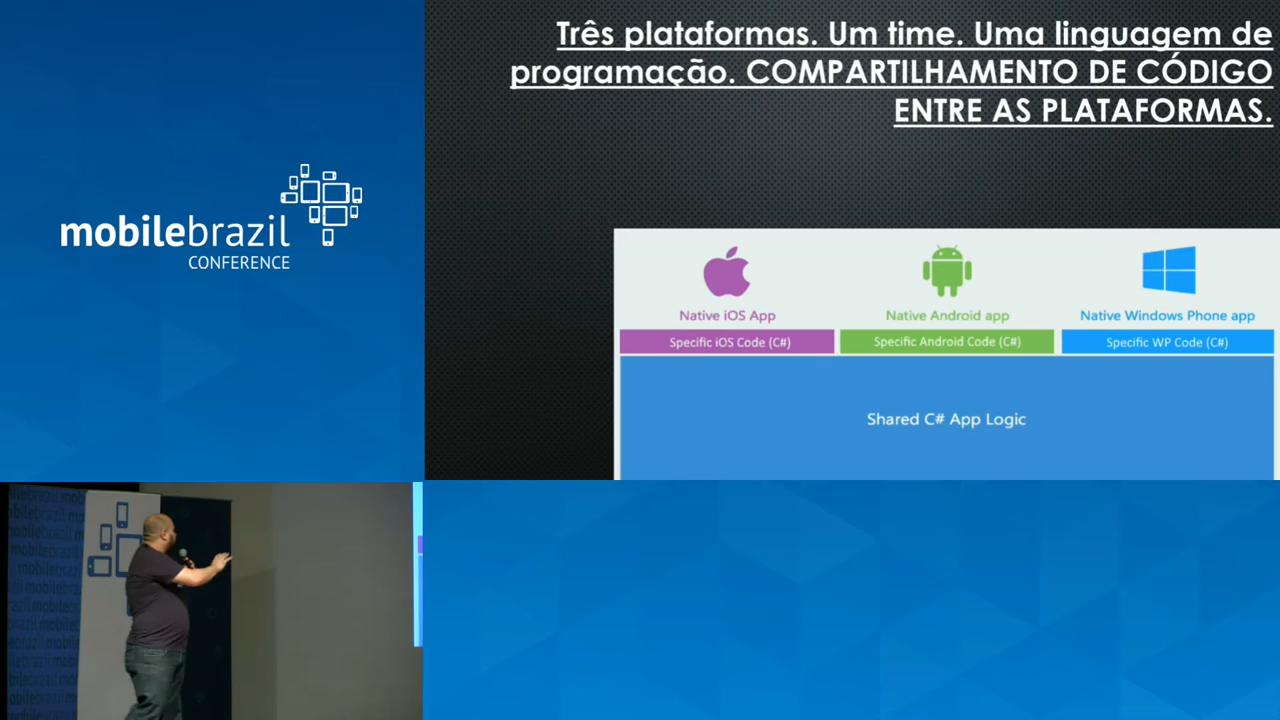 Três plataformas. Um time. Uma linguagem de
programação. COMPARTILHAMENTO DE CÓDIGO
ENTRE AS PLATAFORMAS.
mobilebrazil
CONFERENCE
Native iOS App
Native Android app
Native Windows Phone app
Specific iOS Code (C#)
Specific Android Code (C#)
Specific WP Code (C#)
Shared C# App Logic